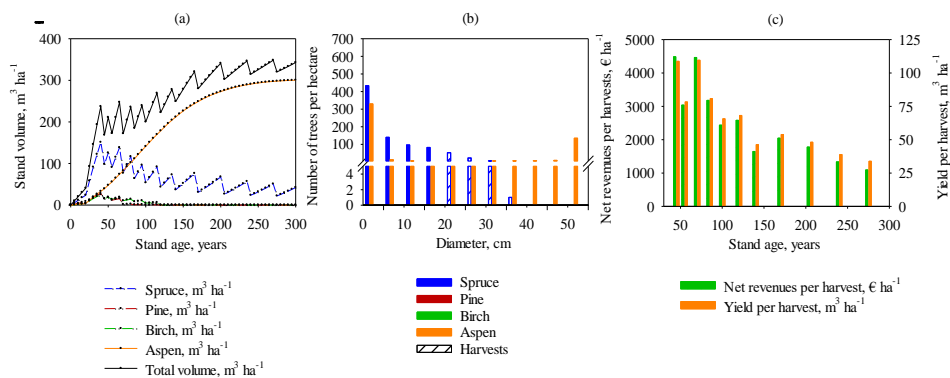 (a)
400
300
200
100
0
Stand volume, m³ ha⁻¹
0 50 100 150 200 250 300
Stand age, years
Spruce, m³ ha⁻¹
Pine, m³ ha⁻¹
Birch, m³ ha⁻¹
Aspen, m³ ha⁻¹
Total volume, m³ ha⁻¹
(b)
700
600
500
400
300
200
100
4
2
0
Number of trees per hectare
0 10 20 30 40 50
Diameter, cm
Spruce
Pine
Birch
Aspen
Harvests
(c)
5000
4000
3000
2000
1000
0
Net revenues per harvests, € ha⁻¹
125
100
75
50
25
0
Yield per harvest, m³ ha⁻¹
50 100 150 200 250 300
Stand age, years
Net revenues per harvest, € ha⁻¹
Yield per harvest, m³ ha⁻¹